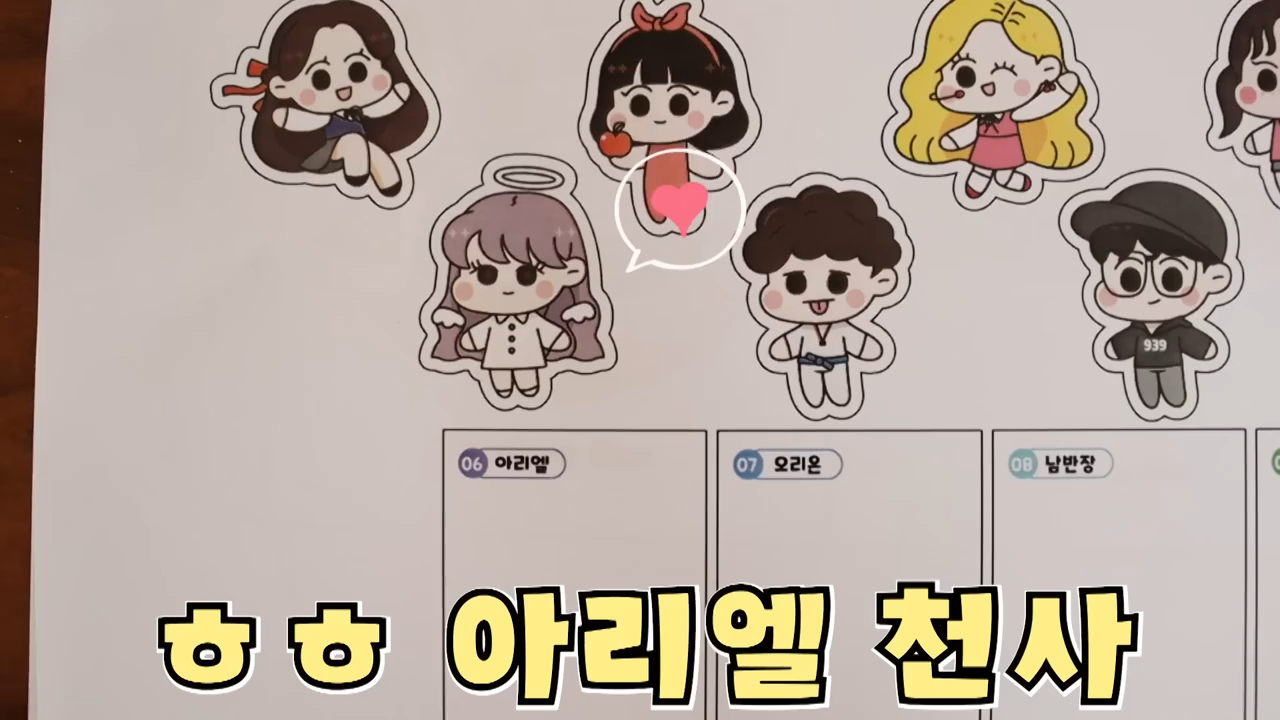 939
06 아리엘
07 오리온
08 남반장
ㅎㅎ 아리엘 천사